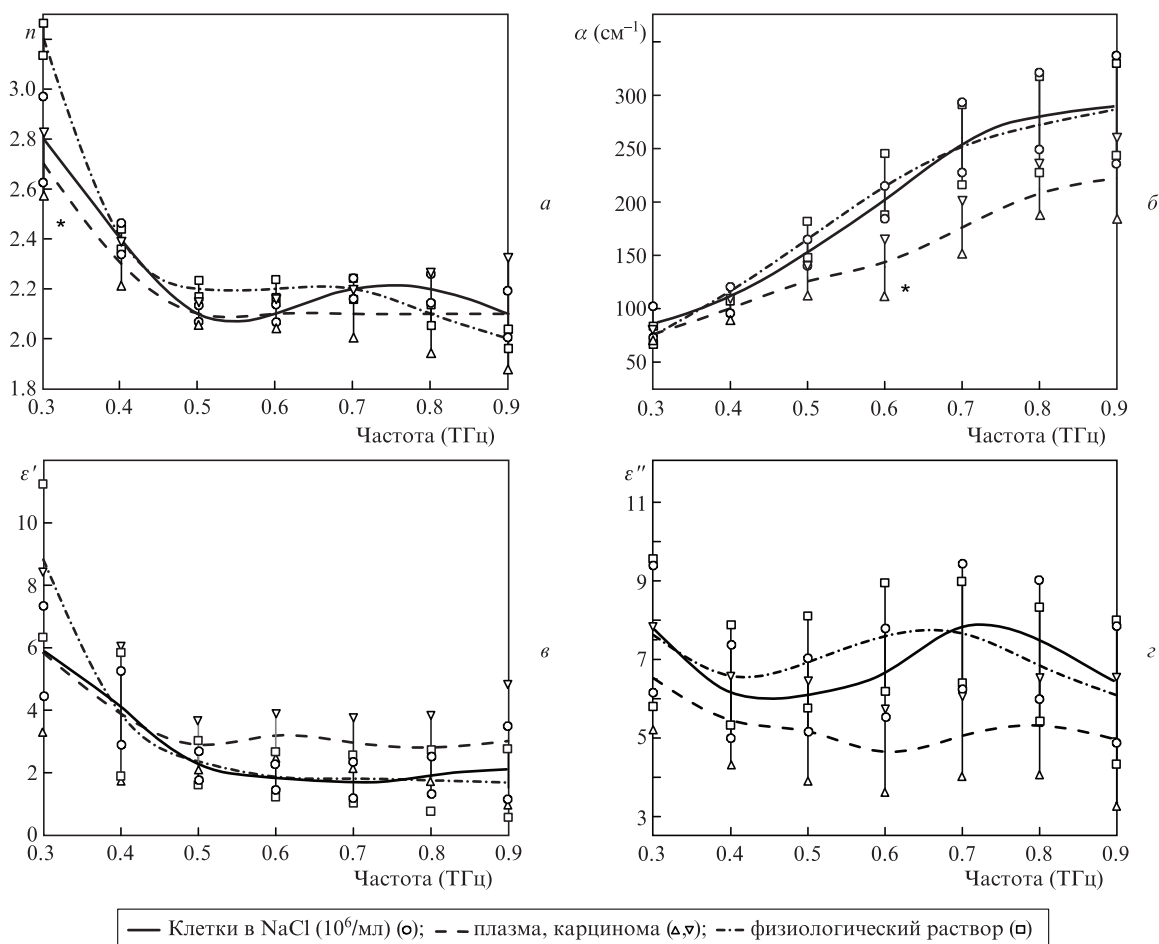 n
3.0
2.8
2.6
2.4
2.2
2.0
1.8
*
0.3 0.4 0.5 0.6 0.7 0.8 0.9
Частота (ТГц)
а
α (см⁻¹)
300
250
200
150
100
50
*
0.3 0.4 0.5 0.6 0.7 0.8 0.9
Частота (ТГц)
б
ε′
10
8
6
4
2
0
0.3 0.4 0.5 0.6 0.7 0.8 0.9
Частота (ТГц)
в
ε″
11
9
7
5
3
0.3 0.4 0.5 0.6 0.7 0.8 0.9
Частота (ТГц)
г
Клетки в NaCl (10⁶/мл) (o); плазма, карцинома (△,▽); физиологический раствор (□)